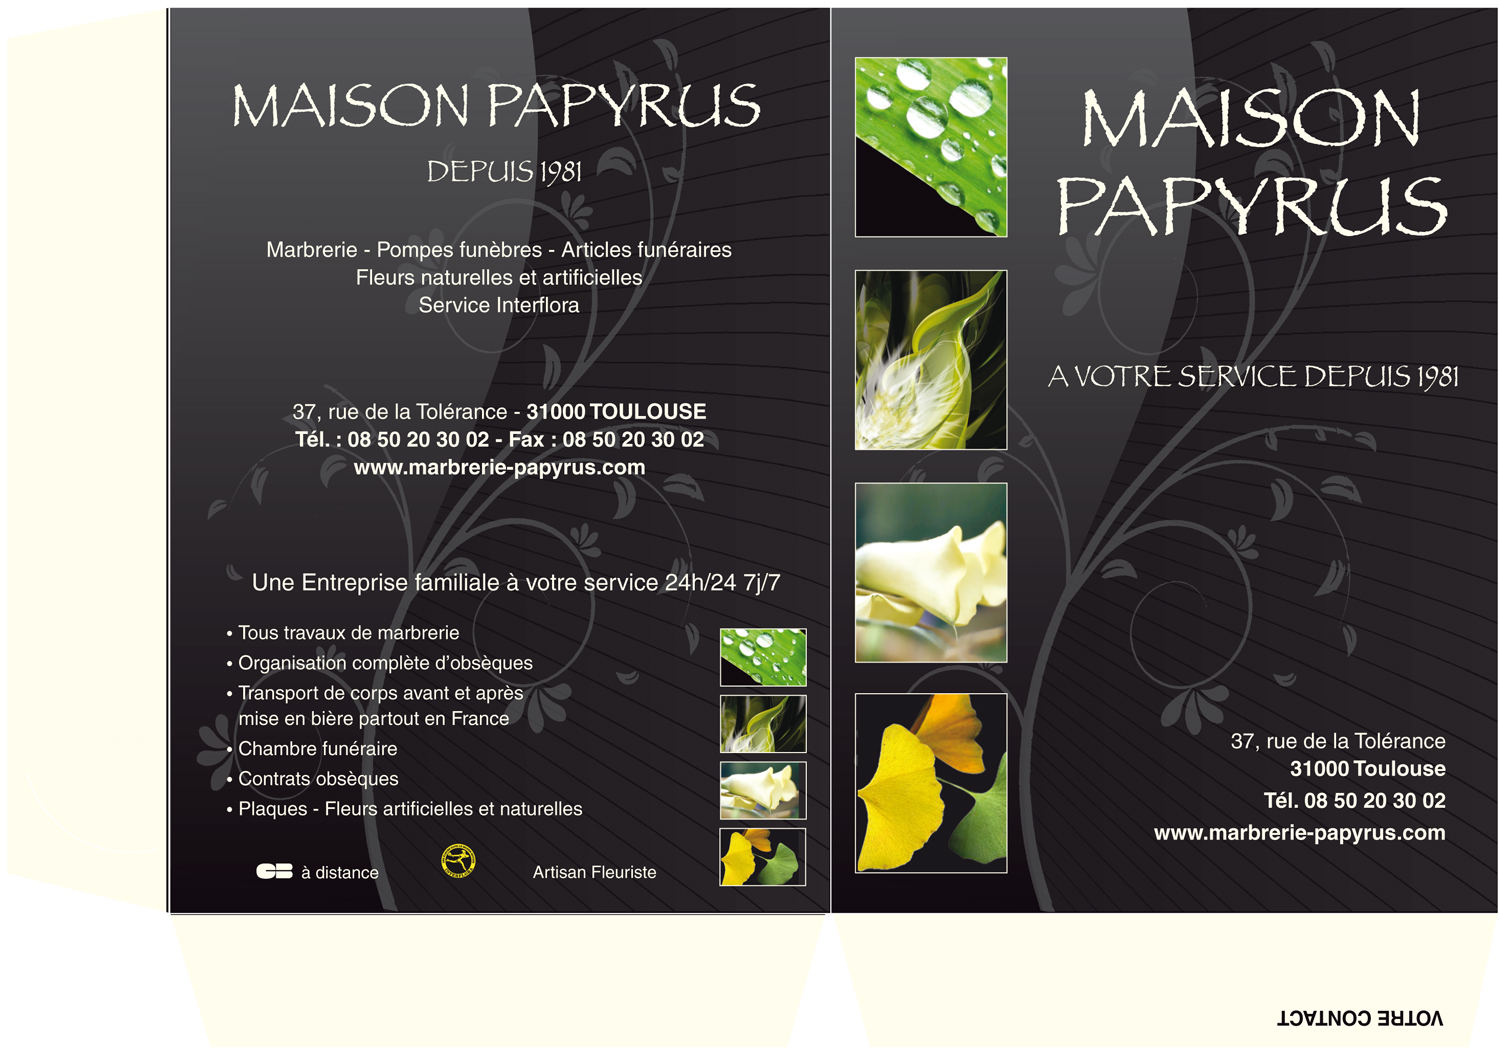 MAISON PAPYRUS
DEPUIS 1981
Marbrerie - Pompes funèbres - Articles funéraires
Fleurs naturelles et artificielles
Service Interflora
37, rue de la Tolérance - 31000 TOULOUSE
Tél. : 08 50 20 30 02 - Fax : 08 50 20 30 02
www.marbrerie-papyrus.com
Une Entreprise familiale à votre service 24h/24 7j/7
• Tous travaux de marbrerie
• Organisation complète d'obsèques
• Transport de corps avant et après
mise en bière partout en France
• Chambre funéraire
• Contrats obsèques
• Plaques - Fleurs artificielles et naturelles
CB à distance
INTERFLORA
Artisan Fleuriste
MAISON
PAPYRUS
A VOTRE SERVICE DEPUIS 1981
37, rue de la Tolérance
31000 Toulouse
Tél. 08 50 20 30 02
www.marbrerie-papyrus.com
VOTRE CONTACT